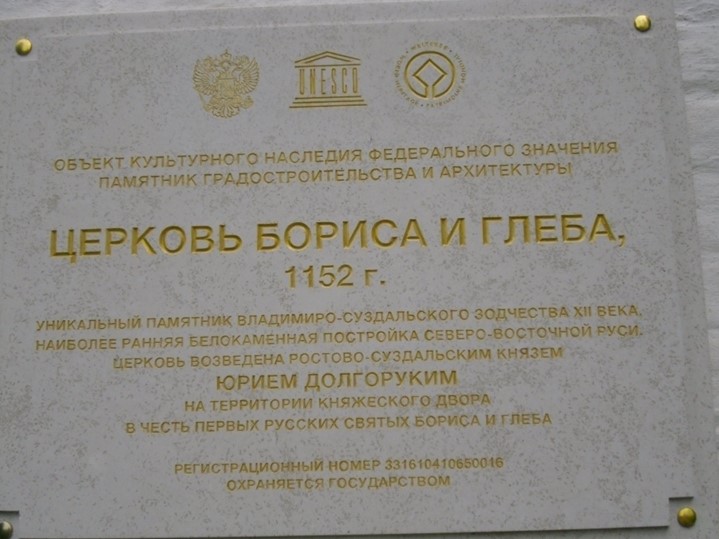 UNESCO
ОБЪЕКТ КУЛЬТУРНОГО НАСЛЕДИЯ ФЕДЕРАЛЬНОГО ЗНАЧЕНИЯ
ПАМЯТНИК ГРАДОСТРОИТЕЛЬСТВА И АРХИТЕКТУРЫ
ЦЕРКОВЬ БОРИСА И ГЛЕБА,
1152 г.
УНИКАЛЬНЫЙ ПАМЯТНИК ВЛАДИМИРО-СУЗДАЛЬСКОГО ЗОДЧЕСТВА XII ВЕКА.
НАИБОЛЕЕ РАННЯЯ БЕЛОКАМЕННАЯ ПОСТРОЙКА СЕВЕРО-ВОСТОЧНОЙ РУСИ.
ЦЕРКОВЬ ВОЗВЕДЕНА РОСТОВО-СУЗДАЛЬСКИМ КНЯЗЕМ
ЮРИЕМ ДОЛГОРУКИМ
НА ТЕРРИТОРИИ КНЯЖЕСКОГО ДВОРА
В ЧЕСТЬ ПЕРВЫХ РУССКИХ СВЯТЫХ БОРИСА И ГЛЕБА
РЕГИСТРАЦИОННЫЙ НОМЕР 331610410650016
ОХРАНЯЕТСЯ ГОСУДАРСТВОМ